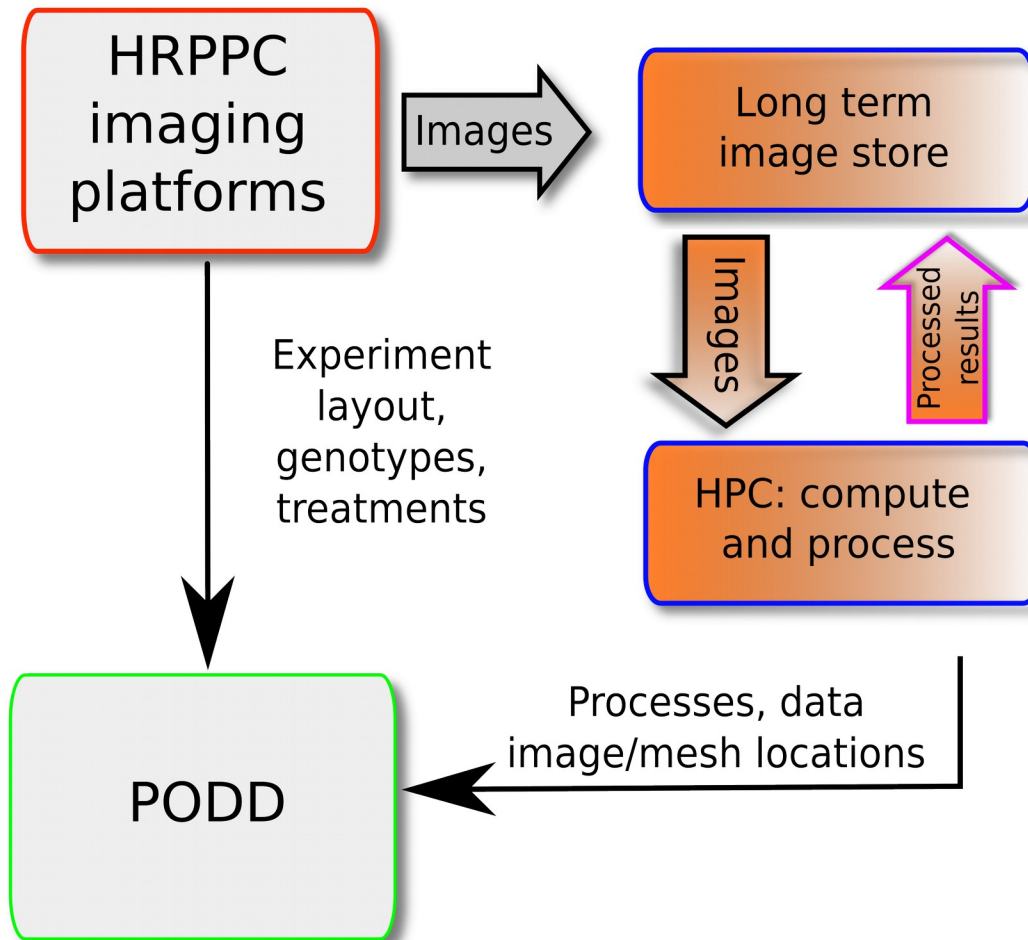 HRPPC
imaging
platforms
Images
Long term
image store
Images
Processed
results
Experiment
layout,
genotypes,
treatments
HPC: compute
and process
Processes, data
image/mesh locations
PODD